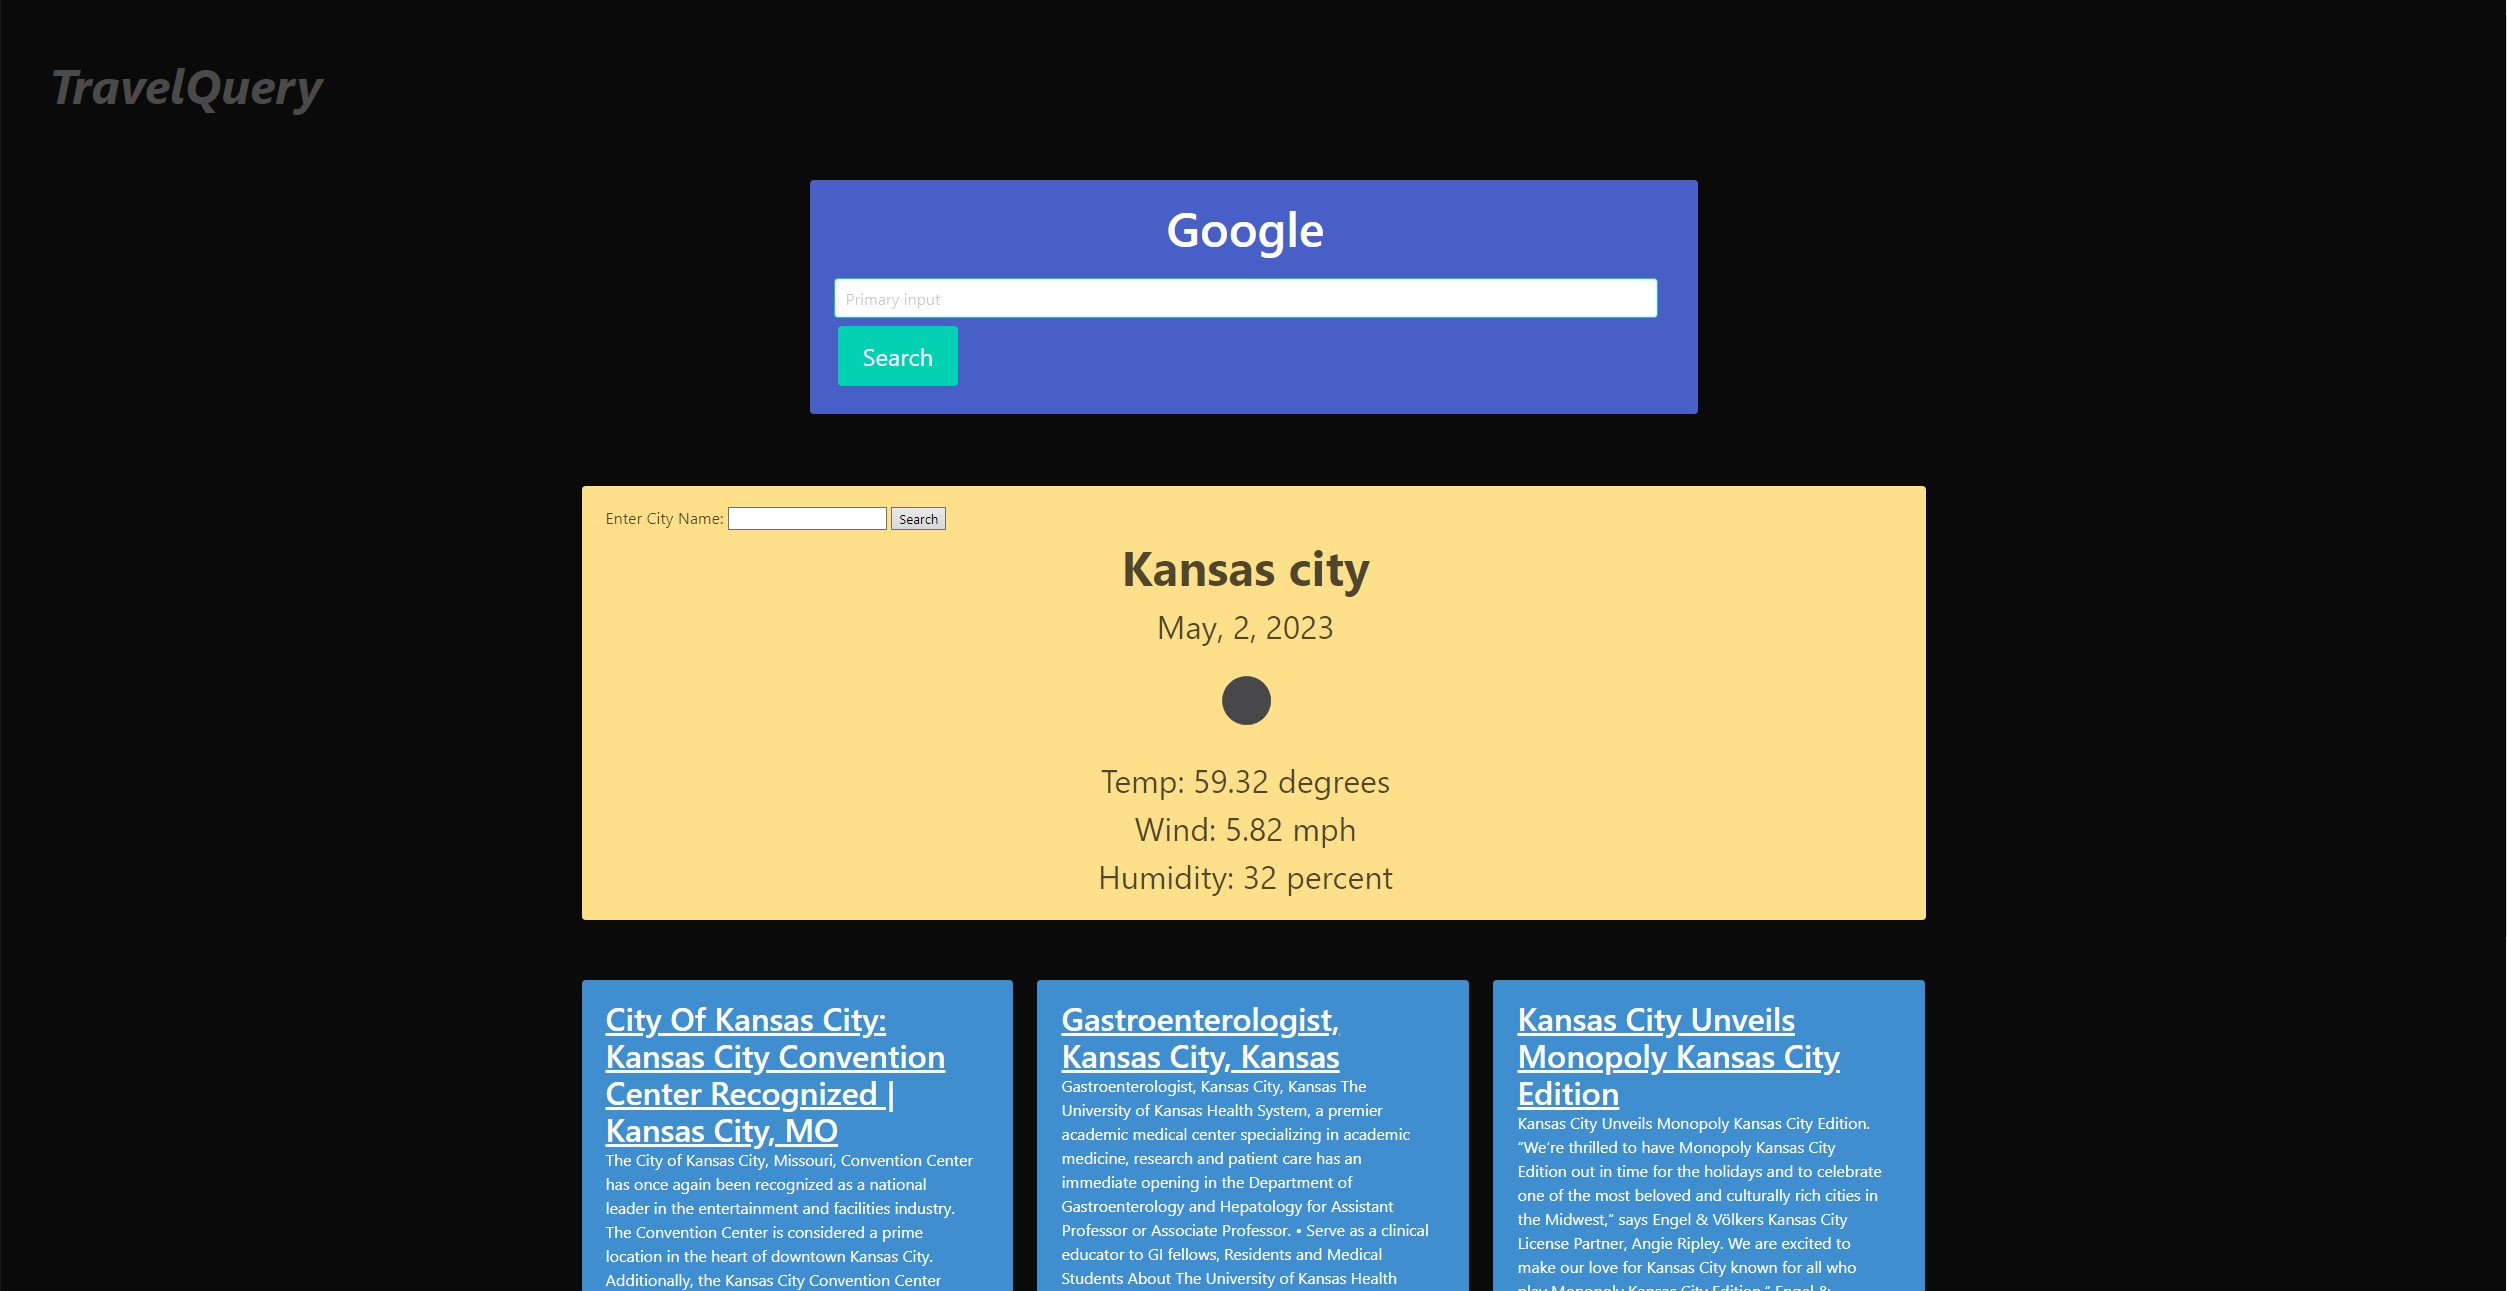 TravelQuery
Google
Primary input
Search
Enter City Name: Search
Kansas city
May, 2, 2023
Temp: 59.32 degrees
Wind: 5.82 mph
Humidity: 32 percent
City Of Kansas City:
Kansas City Convention
Center Recognized |
Kansas City, MO
The City of Kansas City, Missouri, Convention Center
has once again been recognized as a national
leader in the entertainment and facilities industry.
The Convention Center is considered a prime
location in the heart of downtown Kansas City.
Additionally, the Kansas City Convention Center
Gastroenterologist,
Kansas City, Kansas
Gastroenterologist, Kansas City, Kansas The
University of Kansas Health System, a premier
academic medical center specializing in academic
medicine, research and patient care has an
immediate opening in the Department of
Gastroenterology and Hepatology for Assistant
Professor or Associate Professor. • Serve as a clinical
educator to GI fellows, Residents and Medical
Students About The University of Kansas Health
Kansas City Unveils
Monopoly Kansas City
Edition
Kansas City Unveils Monopoly Kansas City Edition.
“We’re thrilled to have Monopoly Kansas City
Edition out in time for the holidays and to celebrate
one of the most beloved and culturally rich cities in
the Midwest,” says Engel & Völkers Kansas City
License Partner, Angie Ripley. We are excited to
make our love for Kansas City known for all who
play Monopoly Kansas City Edition.” Engel &